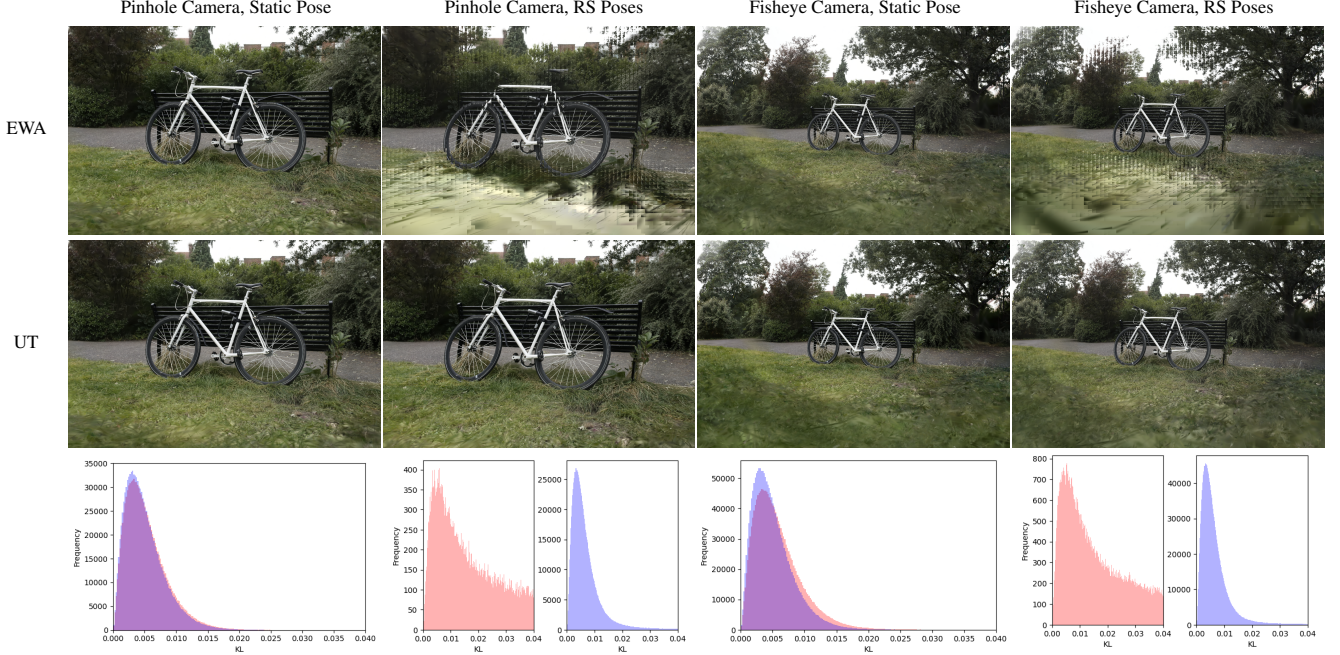 Pinhole Camera, Static Pose
Pinhole Camera, RS Poses
Fisheye Camera, Static Pose
Fisheye Camera, RS Poses
EWA
UT
Frequency
35000
30000
25000
20000
15000
10000
5000
0
0.000 0.005 0.010 0.015 0.020 0.025 0.030 0.035 0.040
KL
Frequency
400
350
300
250
200
150
100
50
0
0.00 0.01 0.02 0.03 0.04
KL
25000
20000
15000
10000
5000
0
0.00 0.01 0.02 0.03 0.04
KL
Frequency
50000
40000
30000
20000
10000
0
0.000 0.005 0.010 0.015 0.020 0.025 0.030 0.035 0.040
KL
Frequency
800
700
600
500
400
300
200
100
0
0.00 0.01 0.02 0.03 0.04
KL
40000
30000
20000
10000
0
0.00 0.01 0.02 0.03 0.04
KL